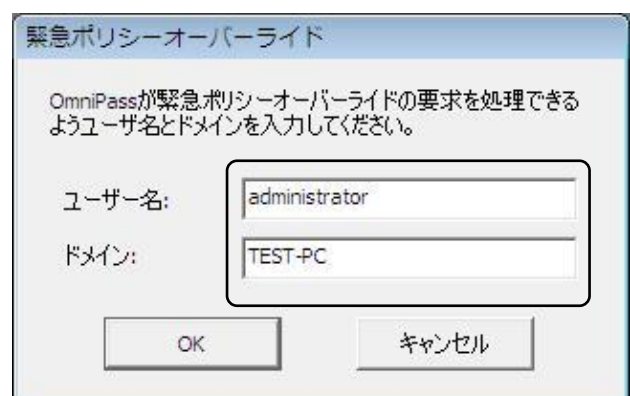 緊急ポリシーオーバーライド
OmniPassが緊急ポリシーオーバーライドの要求を処理できる
ようユーザ名とドメインを入力してください。
ユーザー名: administrator
ドメイン: TEST-PC
OK キャンセル